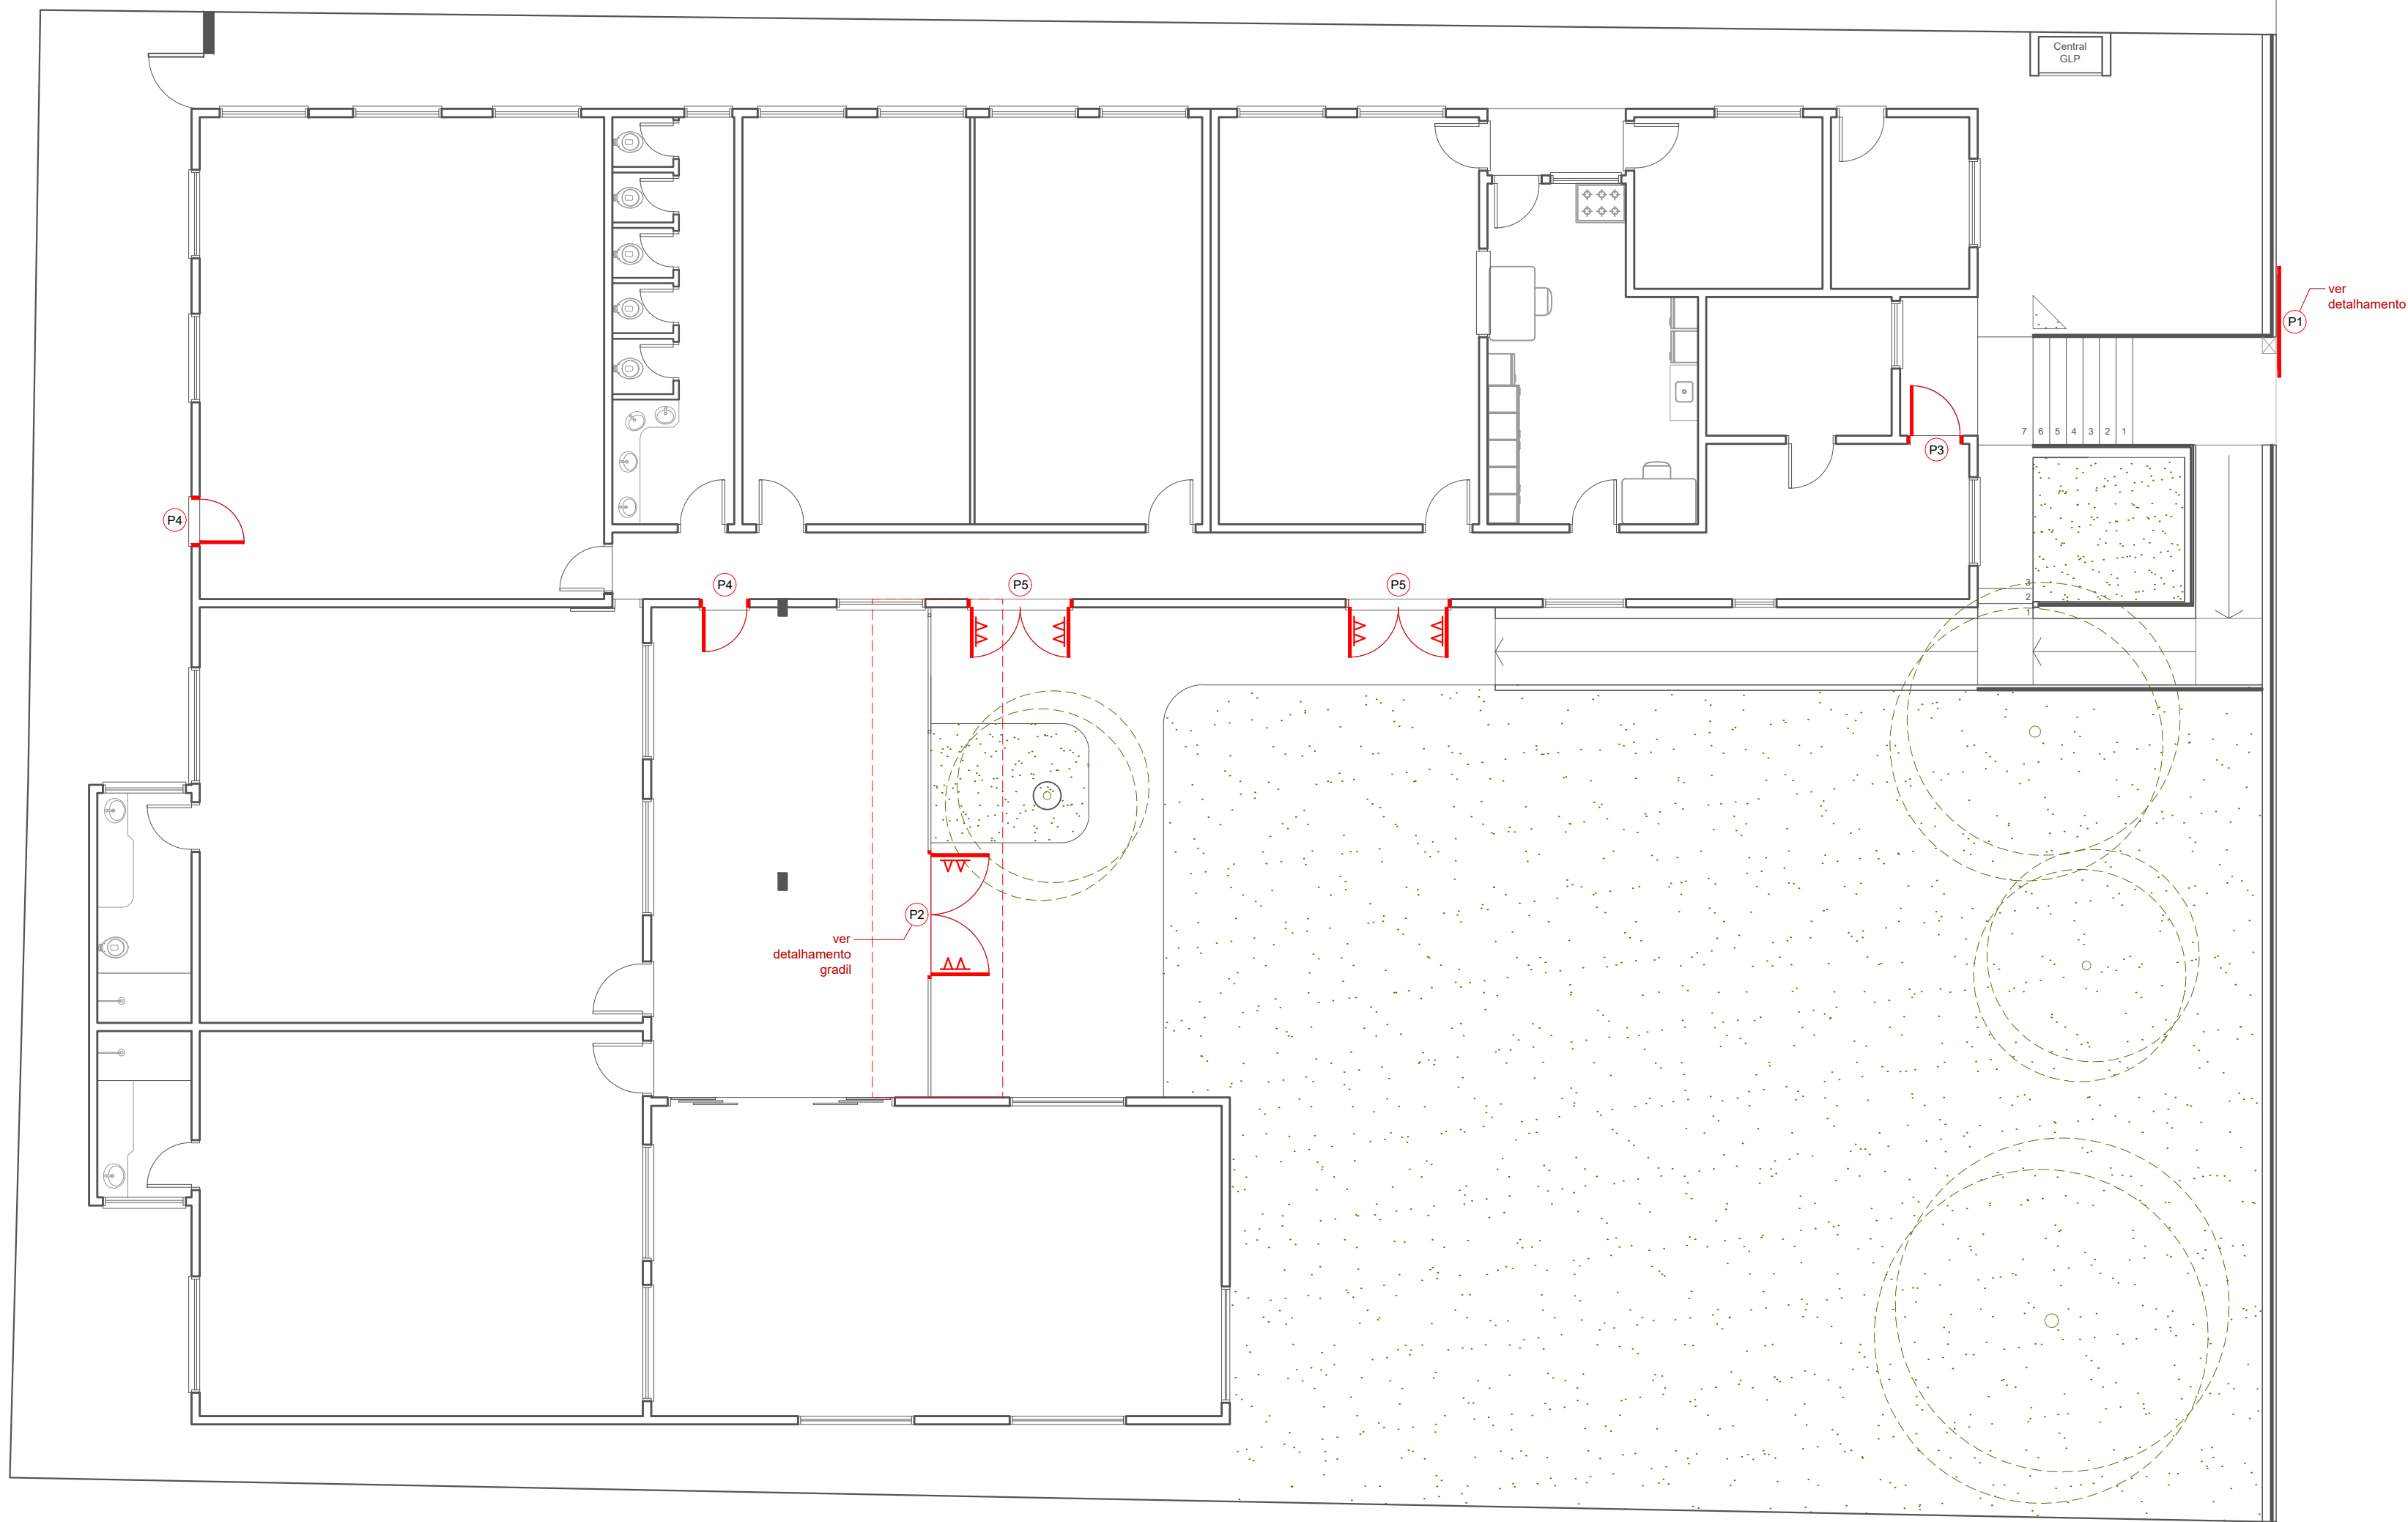 Central
GLP
ver
detalhamento
P1
7 6 5 4 3 2 1
P3
P4
P4
P5
P5
3
2
1
P2
ver
detalhamento
gradil